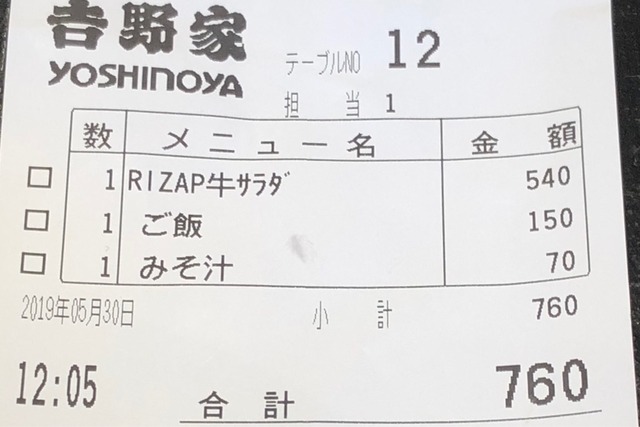 吉野家
YOSHINOYA
テーブルNO 12
担 当 1
数 メニュー名 金 額
1 RIZAP牛ｻﾗﾀﾞ 540
1 ご飯 150
1 みそ汁 70
2019年05月30日 小 計 760
12:05 合 計 760